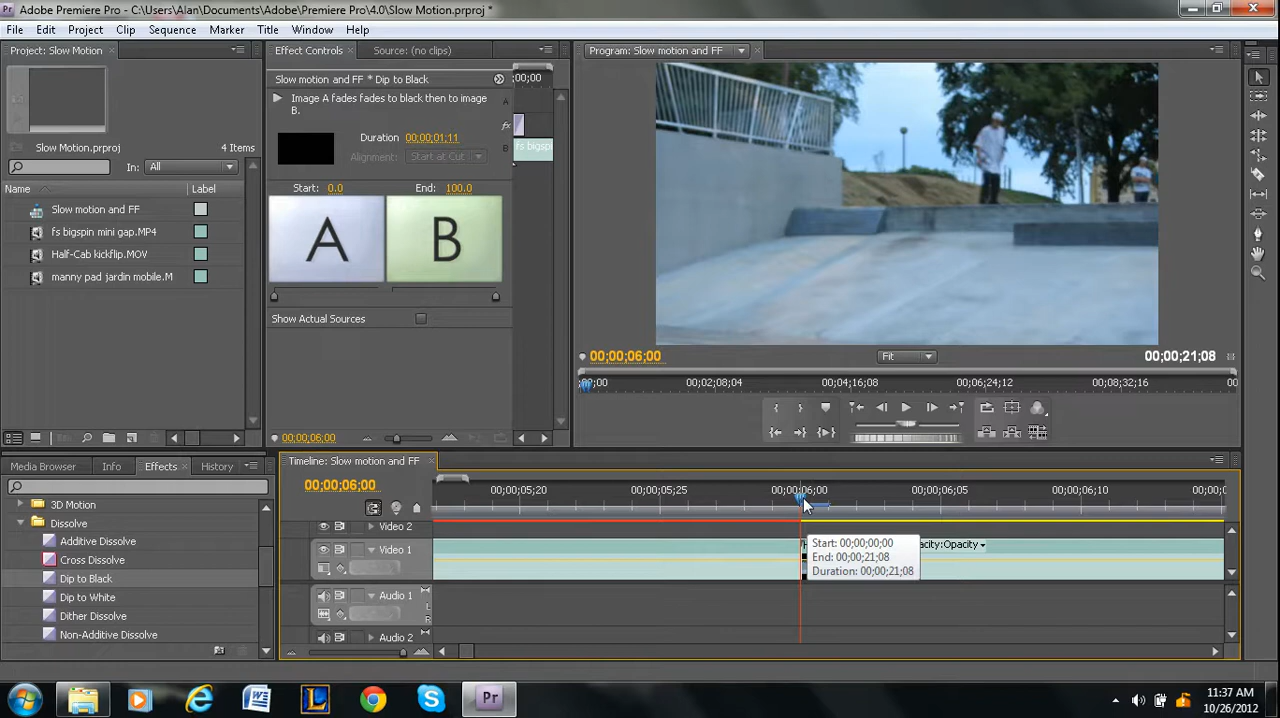 Adobe Premiere Pro - C:\Users\Alan\Documents\Adobe\Premiere Pro\4.0\Slow Motion.prproj *
File Edit Project Clip Sequence Marker Title Window Help
Project: Slow Motion
Slow Motion.prproj 4 Items
In: All
Name Label
Slow motion and FF
fs bigspin mini gap.MP4
Half-Cab kickflip.MOV
manny pad jardin mobile.M
Effect Controls Source: (no clips)
Slow motion and FF * Dip to Black
;00;00
Image A fades fades to black then to image
B.
A
fx
B
fs bigspi
Duration 00;00;01;11
Alignment: Start at Cut
Start: 0.0 End: 100.0
A B
Show Actual Sources
00;00;06;00
Program: Slow motion and FF
00;00;06;00 Fit 00;00;21;08
;00;00 00;02;08;04 00;04;16;08 00;06;24;12 00;08;32;16 00
Media Browser Info Effects History
3D Motion
Dissolve
Additive Dissolve
Cross Dissolve
Dip to Black
Dip to White
Dither Dissolve
Non-Additive Dissolve
Timeline: Slow motion and FF
00;00;06;00
00;00;05;20 00;00;05;25 00;00;06;00 00;00;06;05 00;00;06;10 00;00;0
Video 2
Video 1
acity:Opacity
Start: 00;00;00;00
End: 00;00;21;08
Duration: 00;00;21;08
Audio 1
L
R
Audio 2
L
W
Pr
11:37 AM
10/26/2012